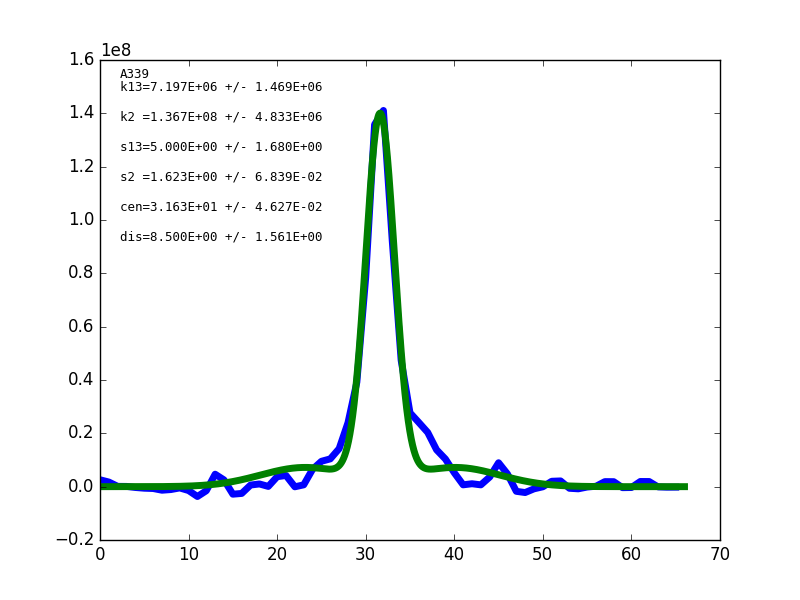 1e8
A339
k13=7.197E+06 +/- 1.469E+06
k2 =1.367E+08 +/- 4.833E+06
s13=5.000E+00 +/- 1.680E+00
s2 =1.623E+00 +/- 6.839E-02
cen=3.163E+01 +/- 4.627E-02
dis=8.500E+00 +/- 1.561E+00
1.6
1.4
1.2
1.0
0.8
0.6
0.4
0.2
0.0
−0.2
0 10 20 30 40 50 60 70